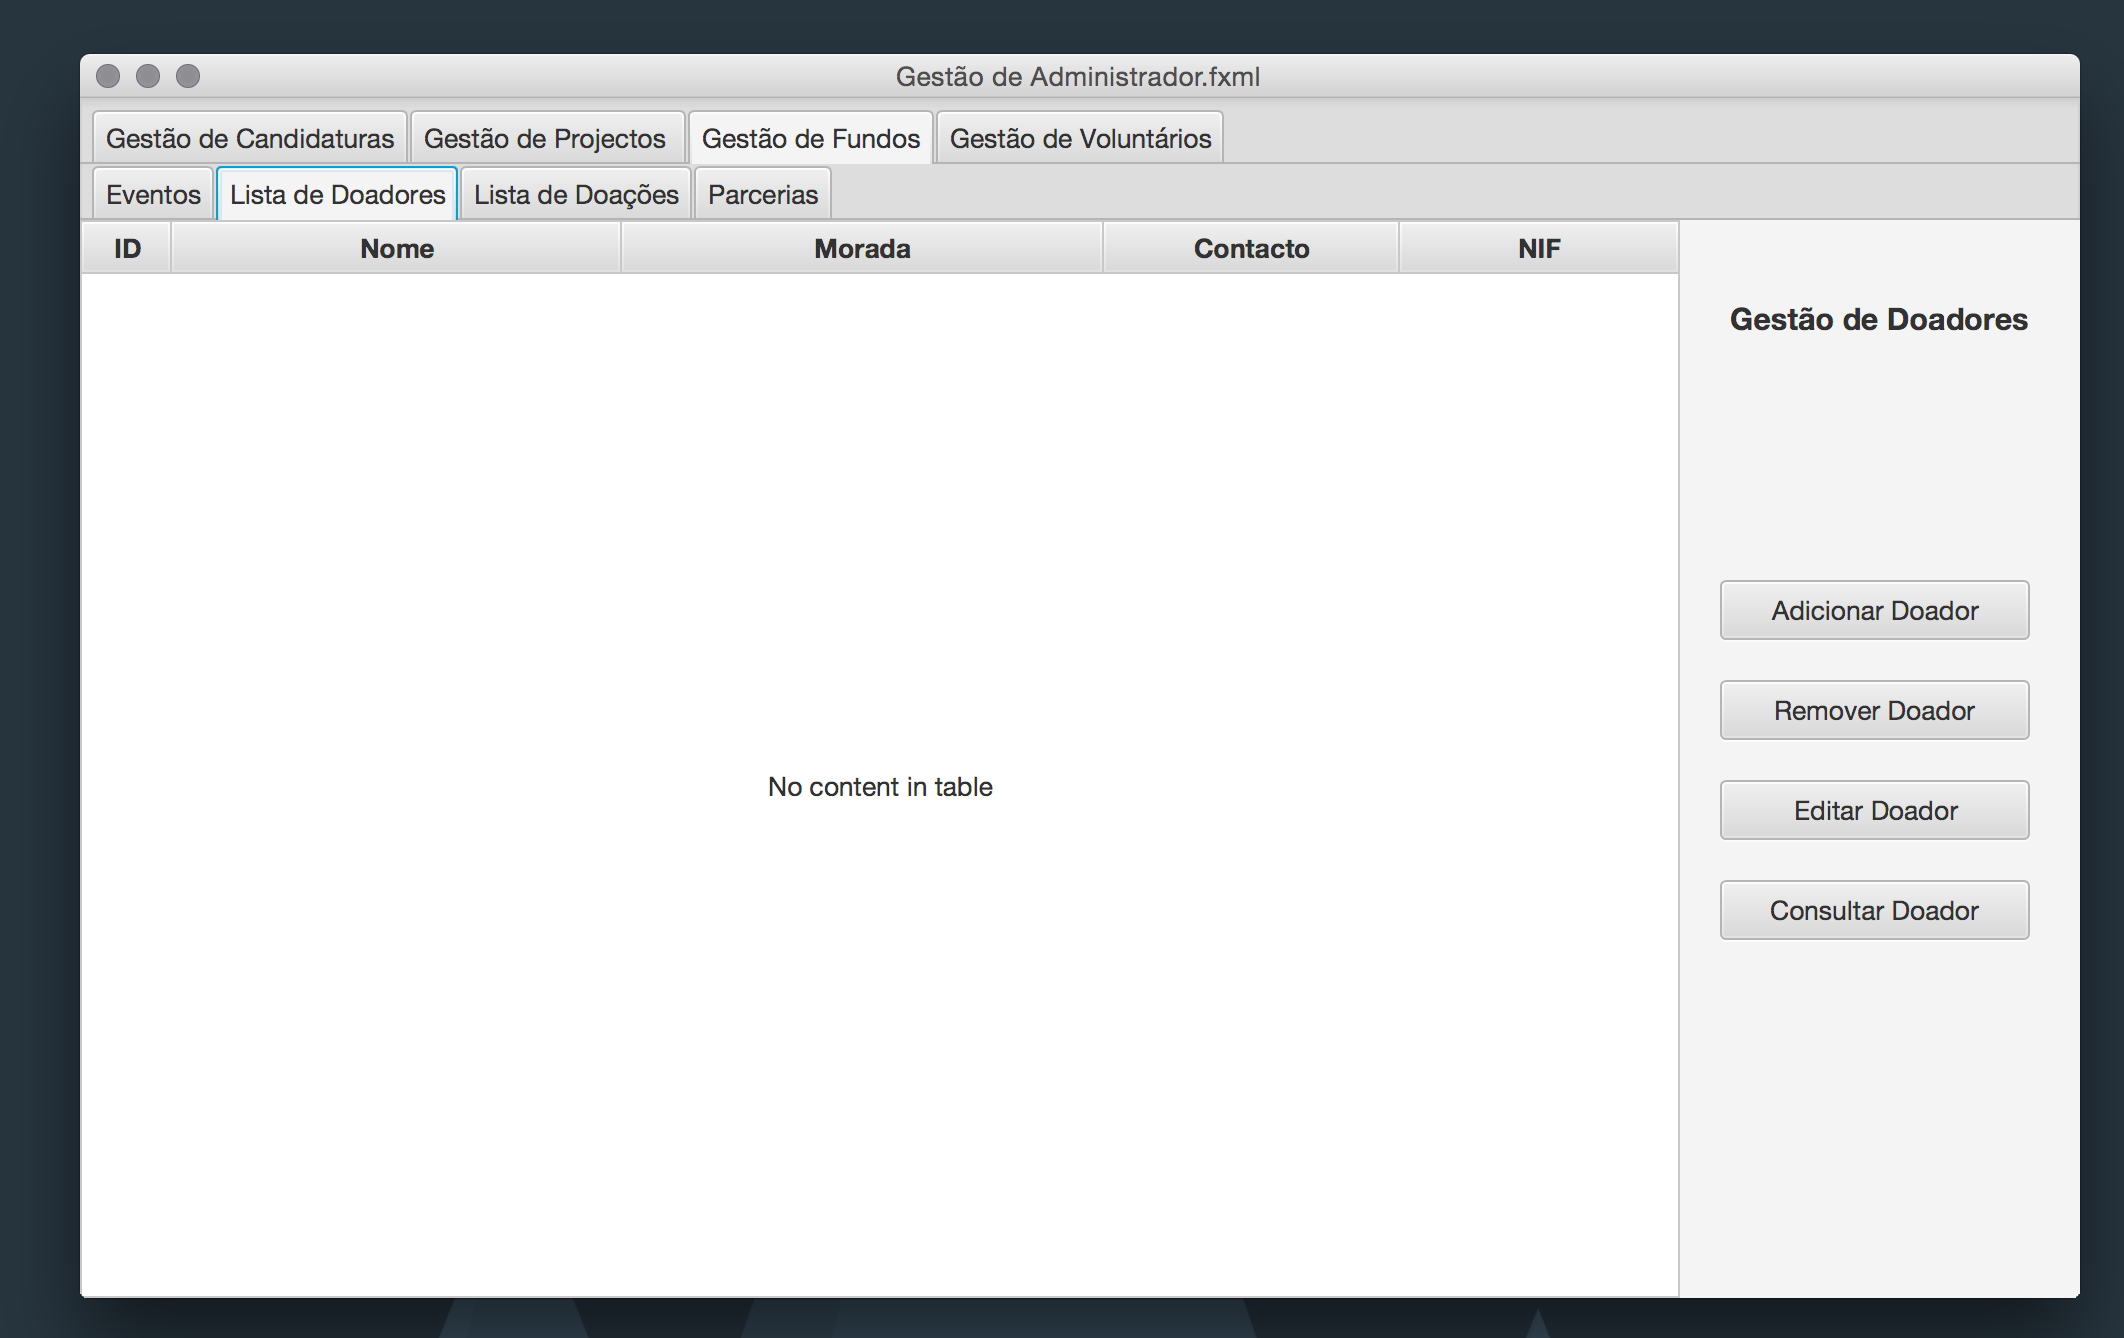 Gestão de Administrador.fxml
Gestão de Candidaturas Gestão de Projectos Gestão de Fundos Gestão de Voluntários
Eventos Lista de Doadores Lista de Doações Parcerias
ID Nome Morada Contacto NIF
Gestão de Doadores
Adicionar Doador
Remover Doador
No content in table
Editar Doador
Consultar Doador